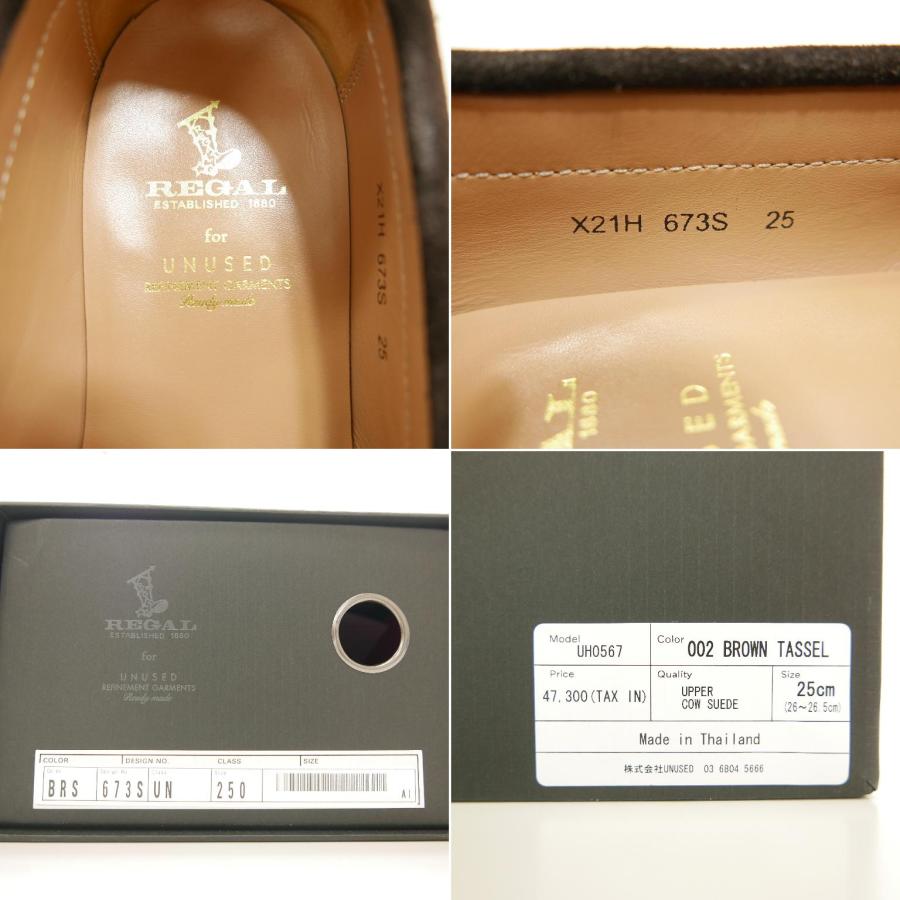 REGAL
ESTABLISHED 1880
for
UNUSED
REFINEMENT GARMENTS
Ready made
X21H 673S 25
X21H 673S 25
AL
1880
ED
GARMENTS
REGAL
ESTABLISHED 1880
for
UNUSED
REFINEMENT GARMENTS
Ready made
COLOR DESIGN NO. CLASS SIZE
BRS 673S UN 250 AI
Model UH0567 Color 002 BROWN TASSEL
Price 47,300(TAX IN) Quality UPPER COW SUEDE Size 25cm (26～26.5cm)
Made in Thailand
株式会社UNUSED 03 6804 5666